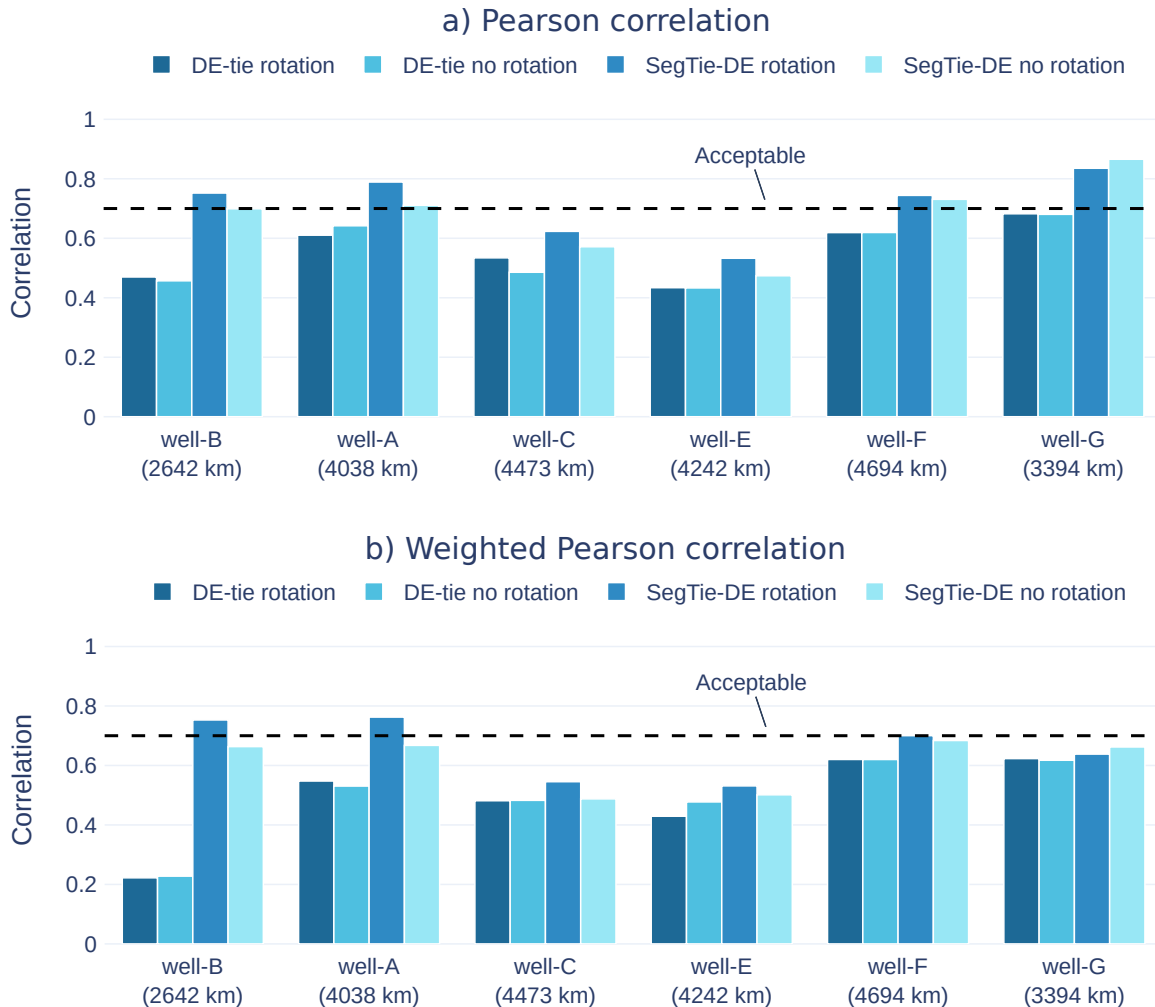 a) Pearson correlation
DE-tie rotation DE-tie no rotation SegTie-DE rotation SegTie-DE no rotation
1
Acceptable
0.8
0.6
0.4
0.2
0
Correlation
well-B well-A well-C well-E well-F well-G
(2642 km) (4038 km) (4473 km) (4242 km) (4694 km) (3394 km)
b) Weighted Pearson correlation
DE-tie rotation DE-tie no rotation SegTie-DE rotation SegTie-DE no rotation
1
Acceptable
0.8
0.6
0.4
0.2
0
Correlation
well-B well-A well-C well-E well-F well-G
(2642 km) (4038 km) (4473 km) (4242 km) (4694 km) (3394 km)